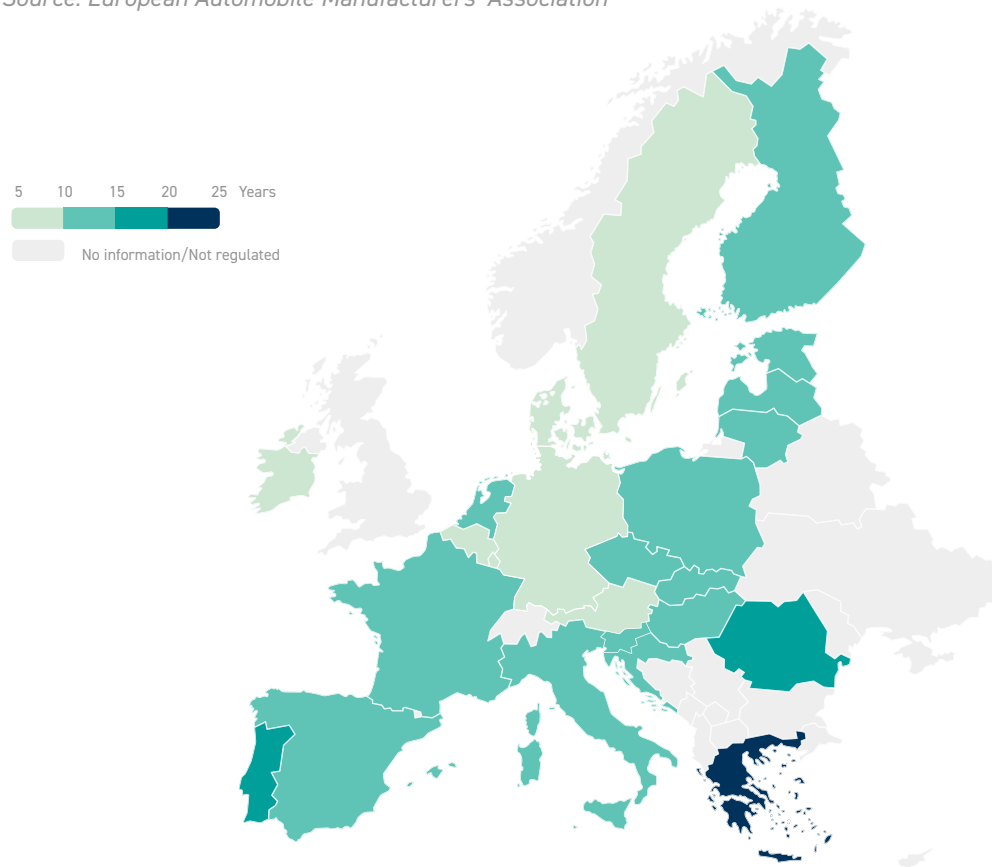 Source: European Automobile Manufacturers' Association
5 10 15 20 25 Years
No information/Not regulated